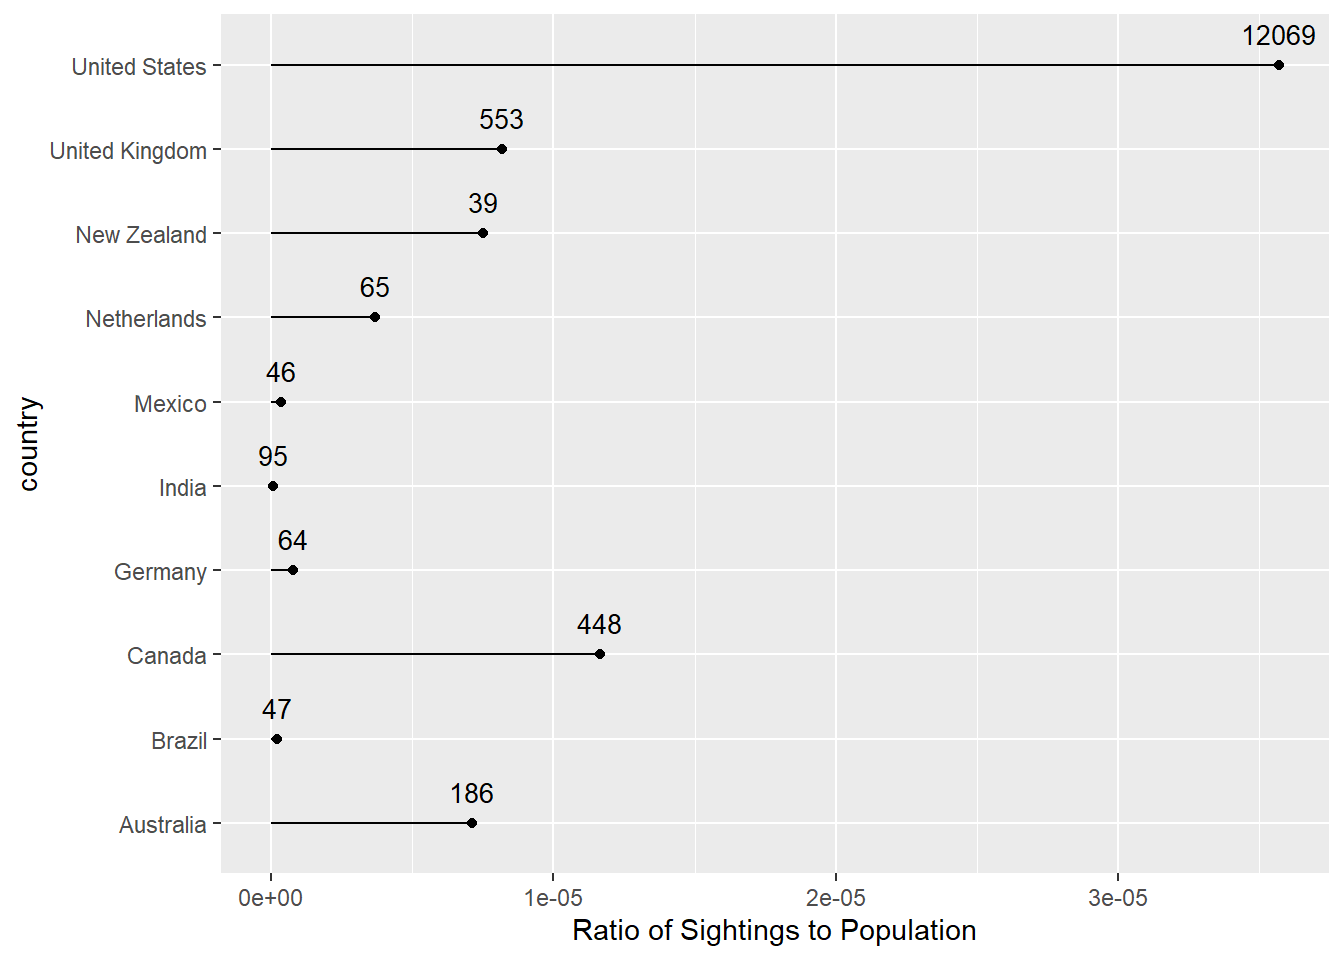 12069
United States
553
United Kingdom
39
New Zealand
65
Netherlands
46
Mexico
95
India
64
Germany
448
Canada
47
Brazil
186
Australia
country
0e+00 1e-05 2e-05 3e-05
Ratio of Sightings to Population